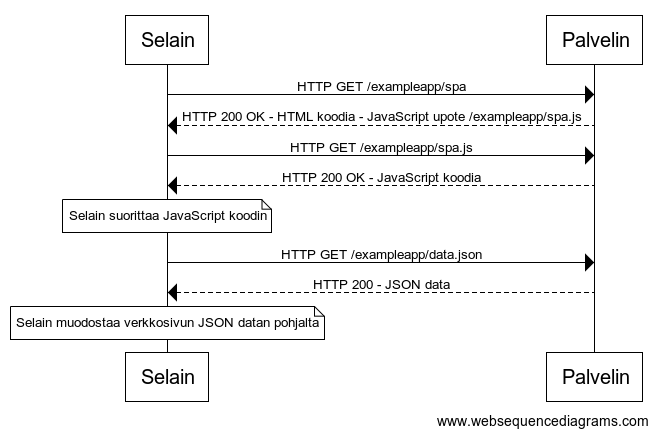 Selain
Palvelin
HTTP GET /exampleapp/spa
HTTP 200 OK - HTML koodia - JavaScript upote /exampleapp/spa.js
HTTP GET /exampleapp/spa.js
HTTP 200 OK - JavaScript koodia
Selain suorittaa JavaScript koodin
HTTP GET /exampleapp/data.json
HTTP 200 - JSON data
Selain muodostaa verkkosivun JSON datan pohjalta
Selain
Palvelin
www.websequencediagrams.com